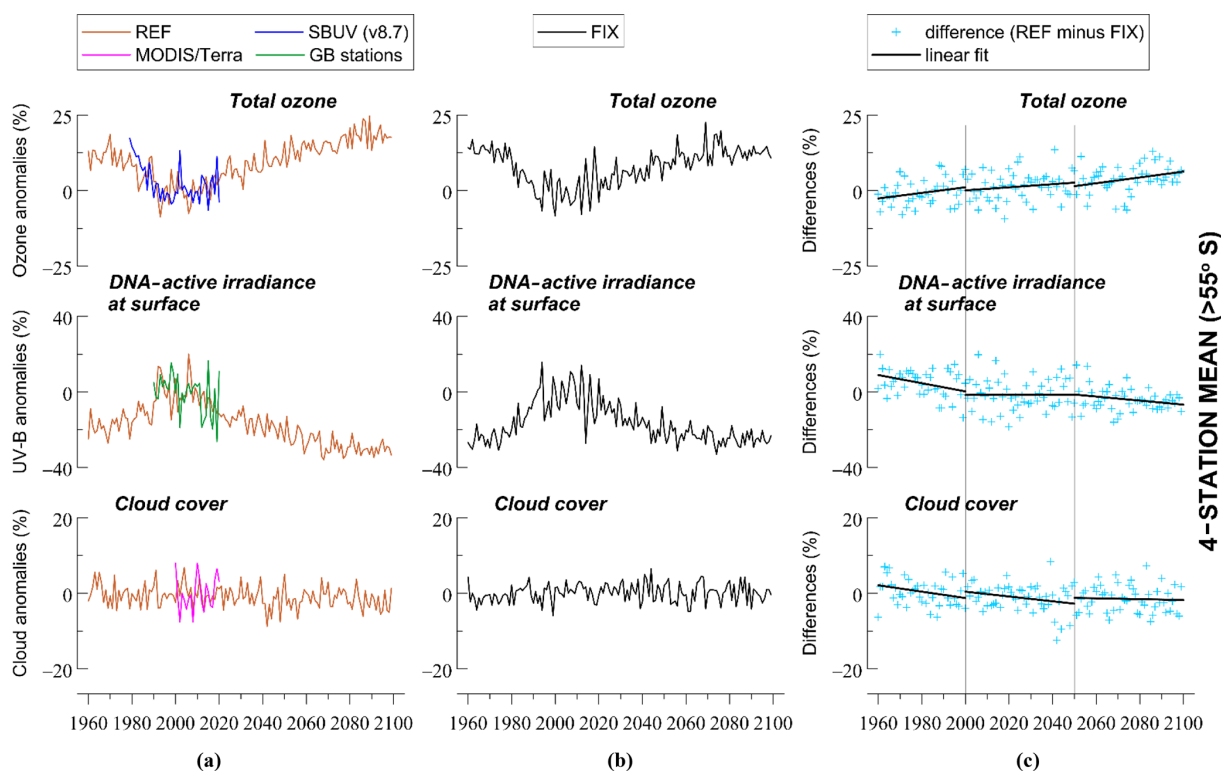 REF
SBUV (v8.7)
MODIS/Terra
GB stations
FIX
difference (REF minus FIX)
linear fit
Total ozone
Total ozone
Total ozone
Ozone anomalies (%)
25
0
−25
25
0
−25
Differences (%)
25
0
−25
DNA-active irradiance
at surface
DNA-active irradiance
at surface
DNA-active irradiance
at surface
UV-B anomalies (%)
40
0
−40
40
0
−40
Differences (%)
40
0
−40
Cloud cover
Cloud cover
Cloud cover
Cloud anomalies (%)
20
0
−20
20
0
−20
Differences (%)
20
0
−20
4-STATION MEAN (>55° S)
1960 1980 2000 2020 2040 2060 2080 2100
1960 1980 2000 2020 2040 2060 2080 2100
1960 1980 2000 2020 2040 2060 2080 2100
(a)
(b)
(c)